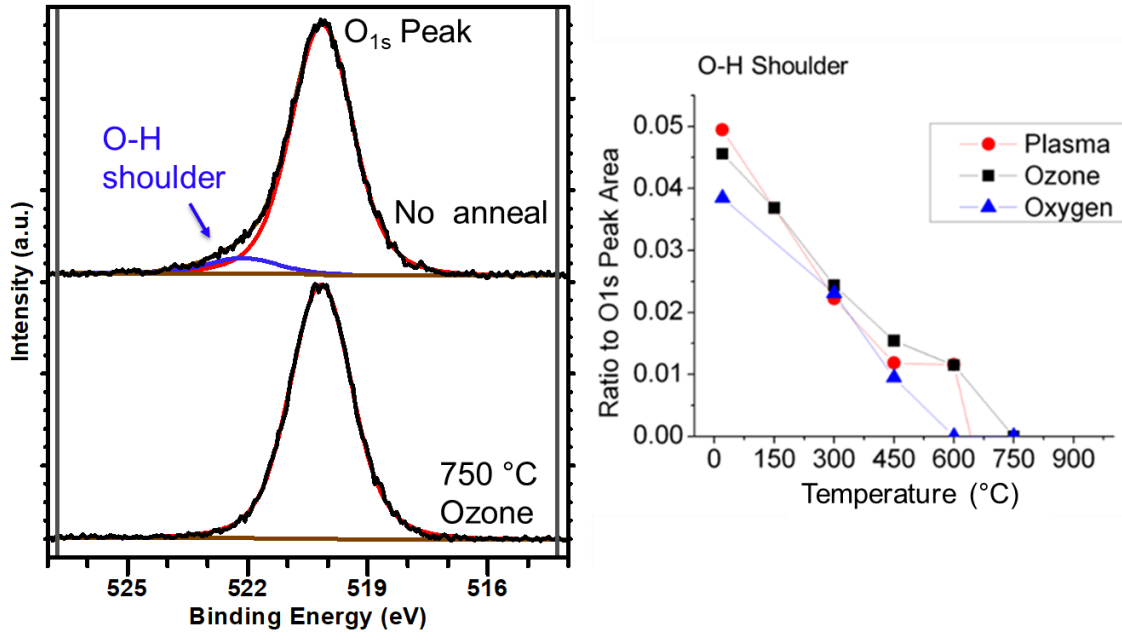 O1s Peak
O-H
shoulder
No anneal
750 °C
Ozone
Intensity (a.u.)
525 522 519 516
Binding Energy (eV)
O-H Shoulder
Plasma
Ozone
Oxygen
Ratio to O1s Peak Area
0.05
0.04
0.03
0.02
0.01
0.00
0 150 300 450 600 750 900
Temperature (°C)